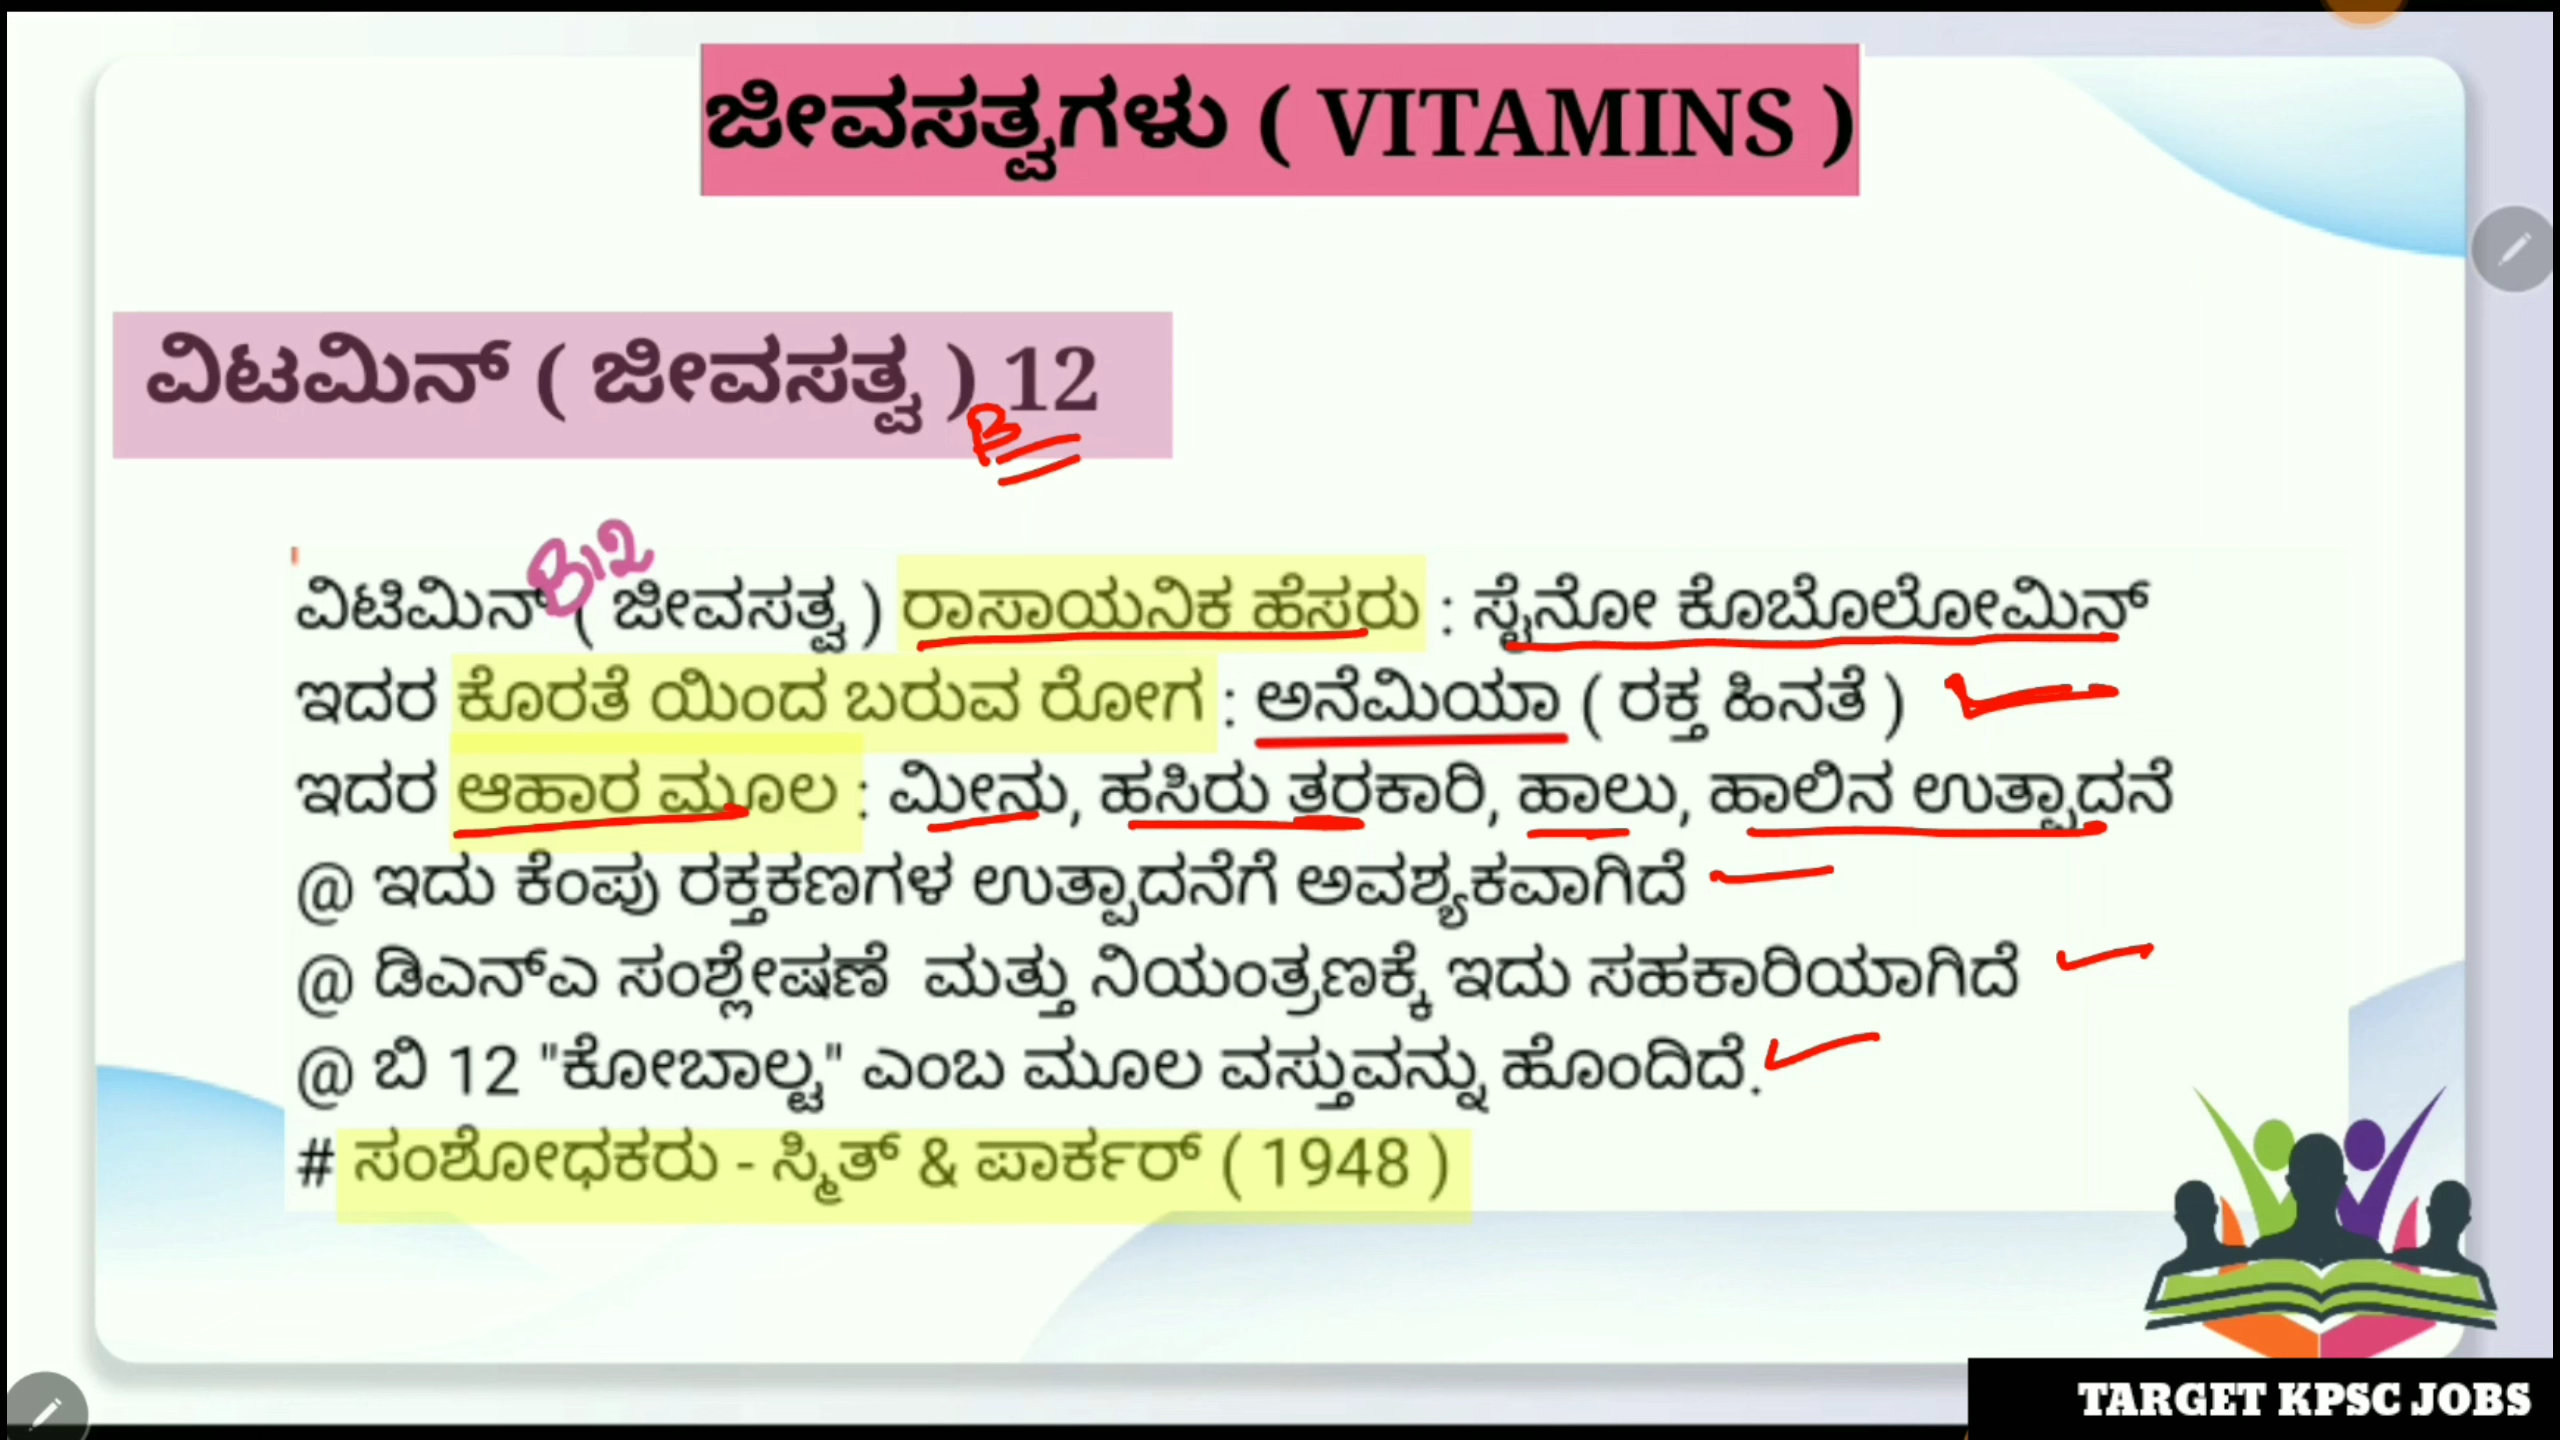 ಜೀವಸತ್ವಗಳು ( VITAMINS )
ವಿಟಮಿನ್ ( ಜೀವಸತ್ವ ) 12
B
B12
ವಿಟಿಮಿನ್ ( ಜೀವಸತ್ವ ) ರಾಸಾಯನಿಕ ಹೆಸರು : ಸೈನೋ ಕೊಬೊಲೋಮಿನ್
ಇದರ ಕೊರತೆ ಯಿಂದ ಬರುವ ರೋಗ : ಅನೆಮಿಯಾ ( ರಕ್ತ ಹಿನತೆ )
ಇದರ ಆಹಾರ ಮೂಲ : ಮೀನು, ಹಸಿರು ತರಕಾರಿ, ಹಾಲು, ಹಾಲಿನ ಉತ್ಪಾದನೆ
@ ಇದು ಕೆಂಪು ರಕ್ತಕಣಗಳ ಉತ್ಪಾದನೆಗೆ ಅವಶ್ಯಕವಾಗಿದೆ
@ ಡಿಎನ್ಎ ಸಂಶ್ಲೇಷಣೆ ಮತ್ತು ನಿಯಂತ್ರಣಕ್ಕೆ ಇದು ಸಹಕಾರಿಯಾಗಿದೆ
@ ಬಿ 12 "ಕೋಬಾಲ್ಟ" ಎಂಬ ಮೂಲ ವಸ್ತುವನ್ನು ಹೊಂದಿದೆ.
# ಸಂಶೋಧಕರು - ಸ್ಮಿತ್ & ಪಾರ್ಕರ್ ( 1948 )
TARGET KPSC JOBS